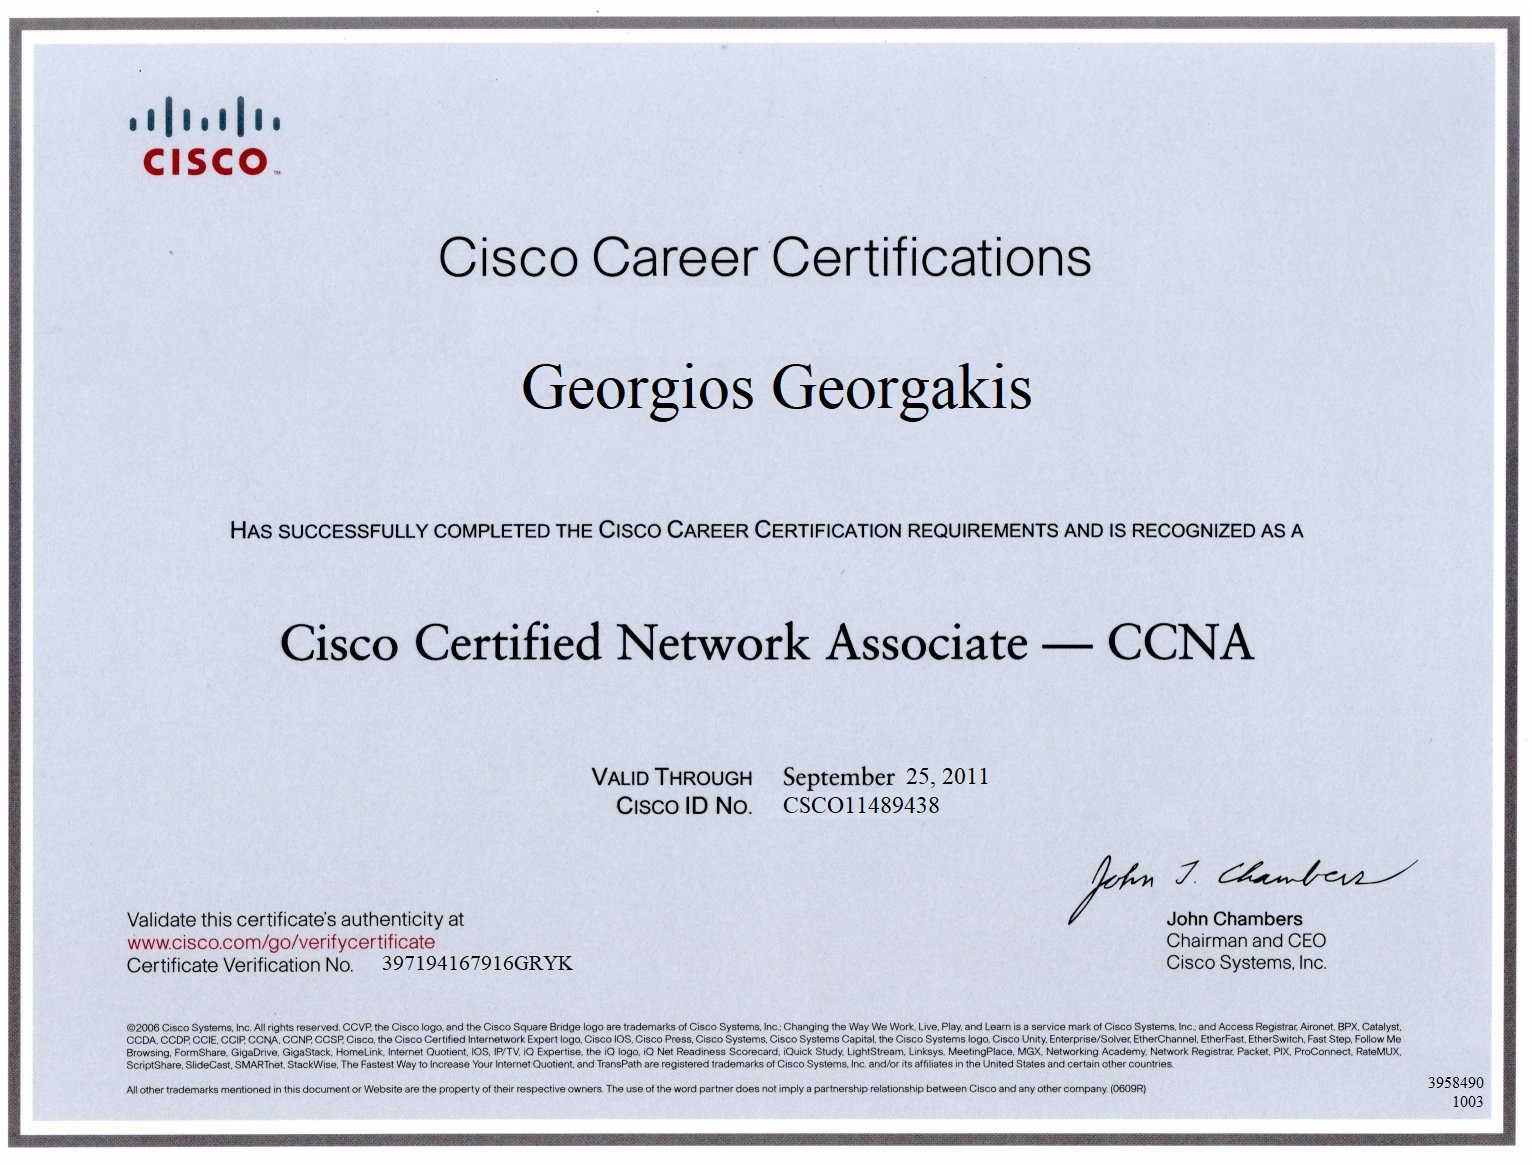 CISCO™
Cisco Career Certifications
Georgios Georgakis
HAS SUCCESSFULLY COMPLETED THE CISCO CAREER CERTIFICATION REQUIREMENTS AND IS RECOGNIZED AS A
Cisco Certified Network Associate — CCNA
VALID THROUGH September 25, 2011
CISCO ID NO. CSCO11489438
John T. Chambers
John Chambers
Chairman and CEO
Cisco Systems, Inc.
Validate this certificate's authenticity at
www.cisco.com/go/verifycertificate
Certificate Verification No. 397194167916GRYK
©2006 Cisco Systems, Inc. All rights reserved. CCVP, the Cisco logo, and the Cisco Square Bridge logo are trademarks of Cisco Systems, Inc.; Changing the Way We Work, Live, Play, and Learn is a service mark of Cisco Systems, Inc.; and Access Registrar, Aironet, BPX, Catalyst,
CCDA, CCDP, CCIE, CCIP, CCNA, CCNP, CCSP, Cisco, the Cisco Certified Internetwork Expert logo, Cisco IOS, Cisco Press, Cisco Systems, Cisco Systems Capital, the Cisco Systems logo, Cisco Unity, Enterprise/Solver, EtherChannel, EtherFast, EtherSwitch, Fast Step, Follow Me
Browsing, FormShare, GigaDrive, GigaStack, HomeLink, Internet Quotient, IOS, IP/TV, iQ Expertise, the iQ logo, iQ Net Readiness Scorecard, iQuick Study, LightStream, Linksys, MeetingPlace, MGX, Networking Academy, Network Registrar, Packet, PIX, ProConnect, RateMUX,
ScriptShare, SlideCast, SMARTnet, StackWise, The Fastest Way to Increase Your Internet Quotient, and TransPath are registered trademarks of Cisco Systems, Inc. and/or its affiliates in the United States and certain other countries.
All other trademarks mentioned in this document or Website are the property of their respective owners. The use of the word partner does not imply a partnership relationship between Cisco and any other company. (0609R)
3958490
1003